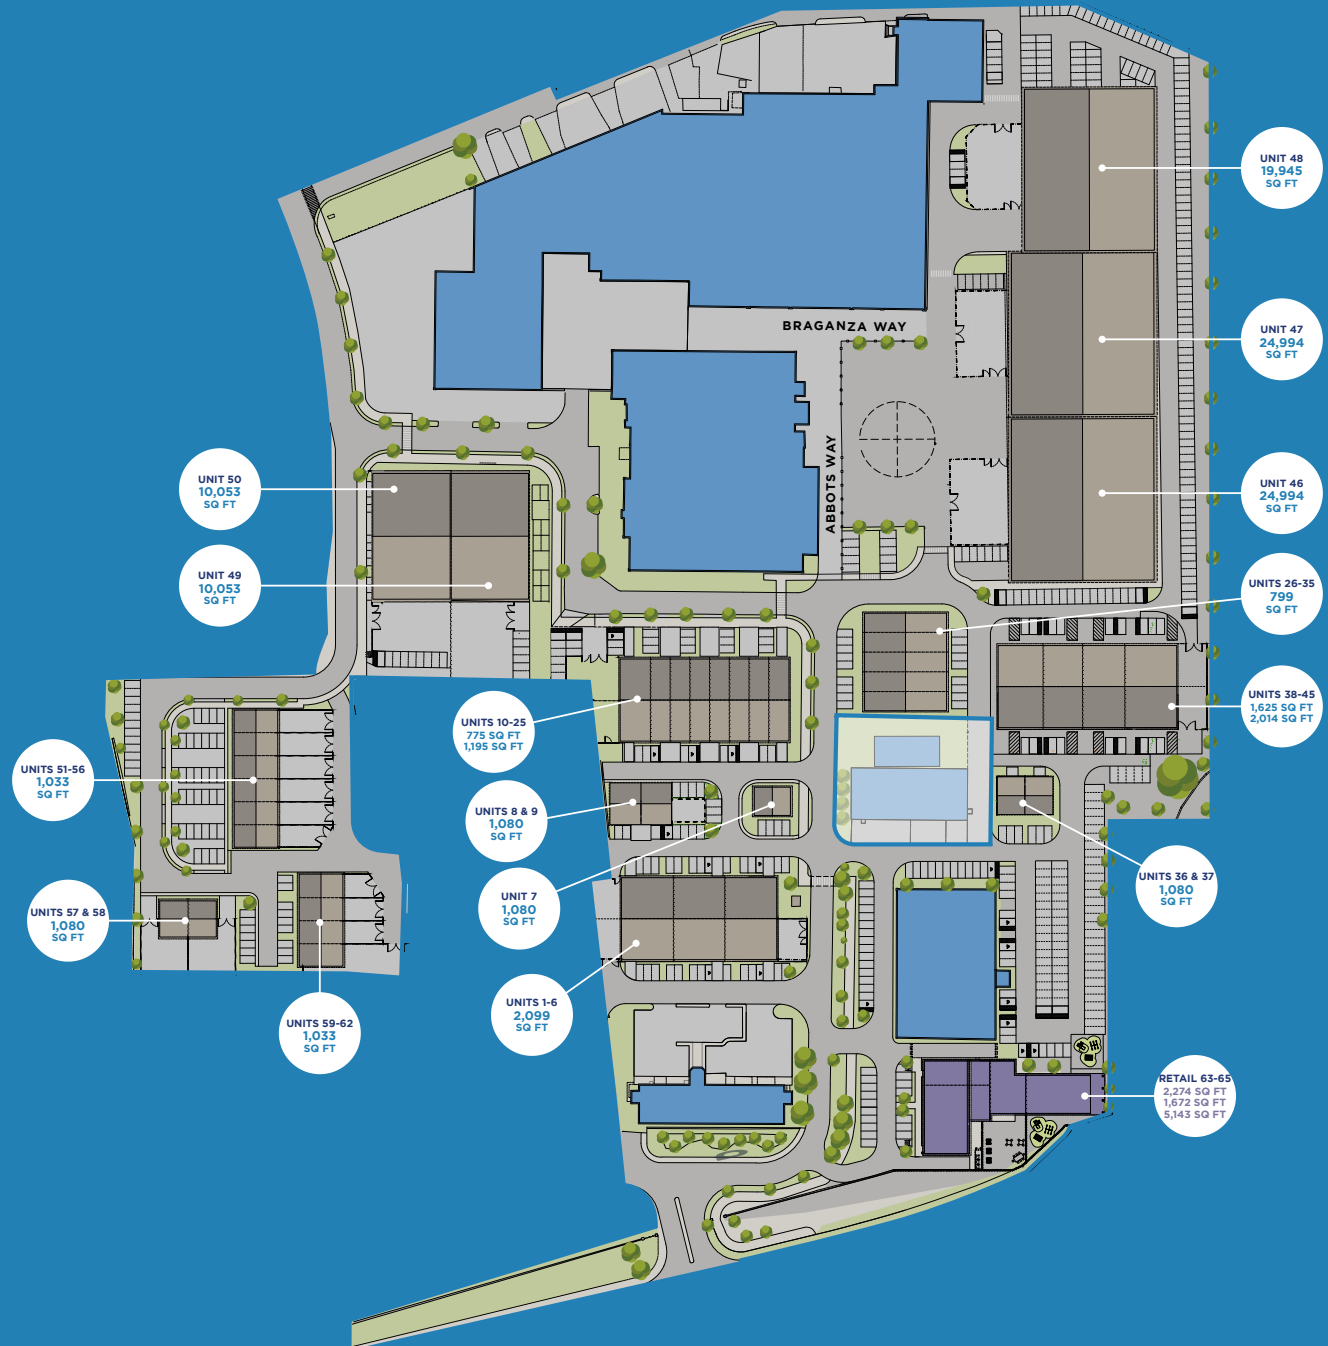 UNIT 48
19,945
SQ FT
UNIT 47
24,994
SQ FT
BRAGANZA WAY
ABBOTS WAY
UNIT 50
10,053
SQ FT
UNIT 46
24,994
SQ FT
UNIT 49
10,053
SQ FT
UNITS 26-35
799
SQ FT
UNITS 10-25
775 SQ FT
1,195 SQ FT
UNITS 38-45
1,625 SQ FT
2,014 SQ FT
UNITS 51-56
1,033
SQ FT
UNITS 8 & 9
1,080
SQ FT
UNIT 7
1,080
SQ FT
UNITS 36 & 37
1,080
SQ FT
UNITS 57 & 58
1,080
SQ FT
UNITS 1-6
2,099
SQ FT
UNITS 59-62
1,033
SQ FT
RETAIL 63-65
2,274 SQ FT
1,672 SQ FT
5,143 SQ FT